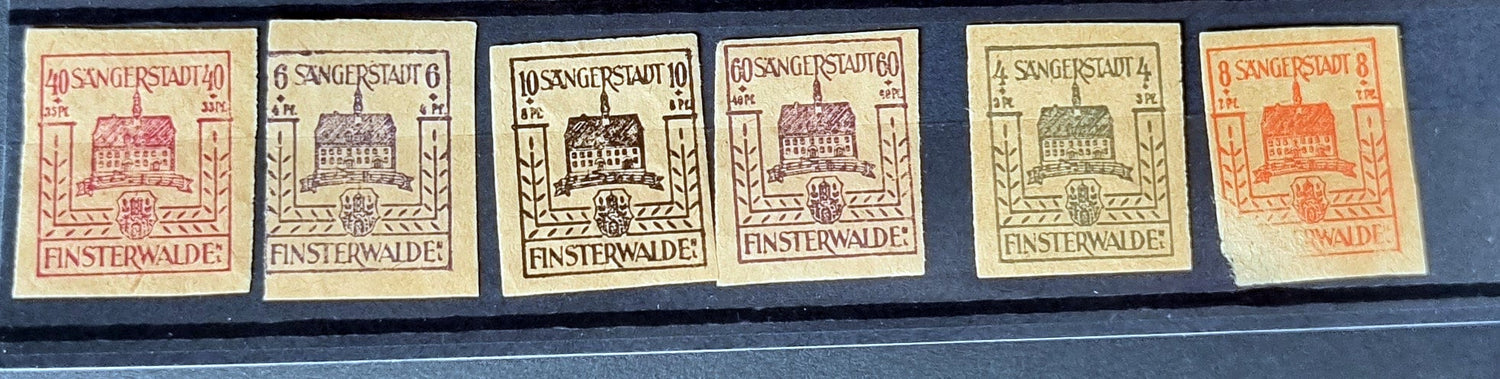 40 SÄNGERSTADT 40
35 Pf. 35 Pf.
FINSTERWALDE N.L.
6 SÄNGERSTADT 6
4 Pf. 4 Pf.
FINSTERWALDE N.L.
10 SÄNGERSTADT 10
8 Pf. 8 Pf.
FINSTERWALDE N.L.
60 SÄNGERSTADT 60
40 Pf. 40 Pf.
FINSTERWALDE N.L.
4 SÄNGERSTADT 4
3 Pf. 3 Pf.
FINSTERWALDE N.L.
8 SÄNGERSTADT 8
7 Pf. 7 Pf.
RWALDE N.L.